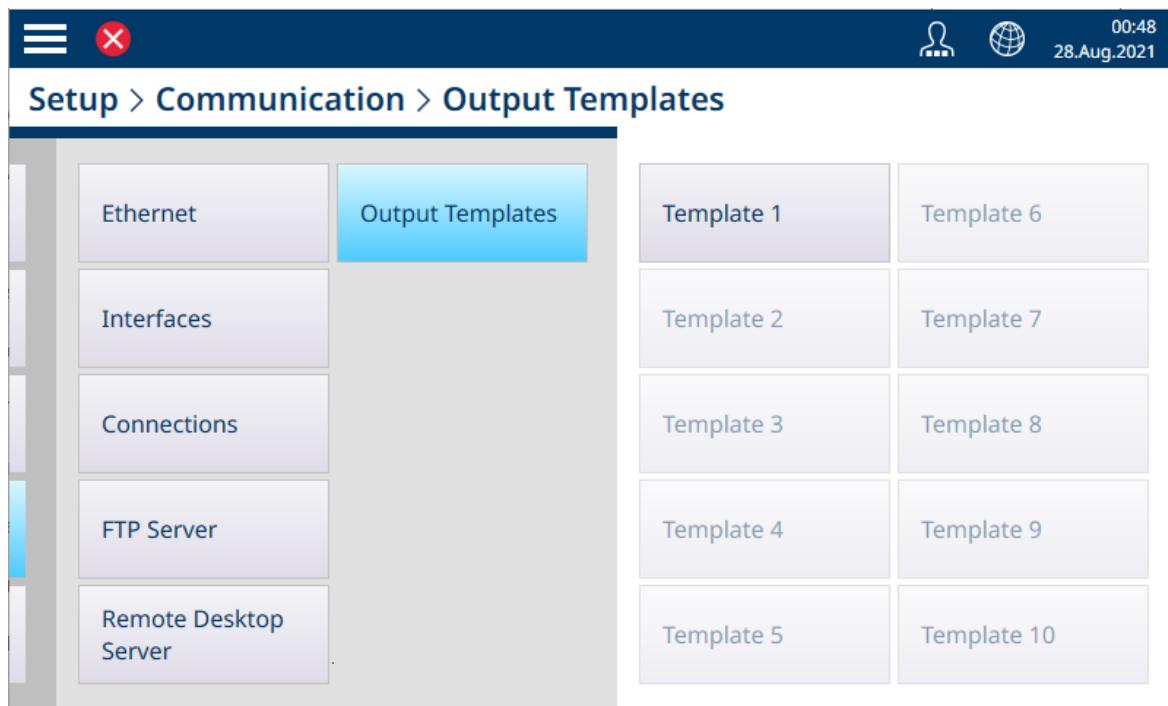 00:48
28.Aug.2021
Setup > Communication > Output Templates
Ethernet
Output Templates
Template 1
Template 6
Interfaces
Template 2
Template 7
Connections
Template 3
Template 8
FTP Server
Template 4
Template 9
Remote Desktop
Server
Template 5
Template 10